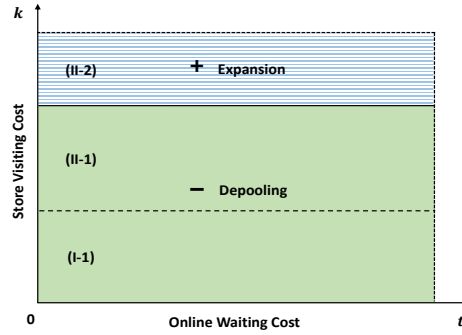 k
(II-2)
+ Expansion
Store Visiting Cost
(II-1)
− Depooling
(I-1)
0
Online Waiting Cost
t